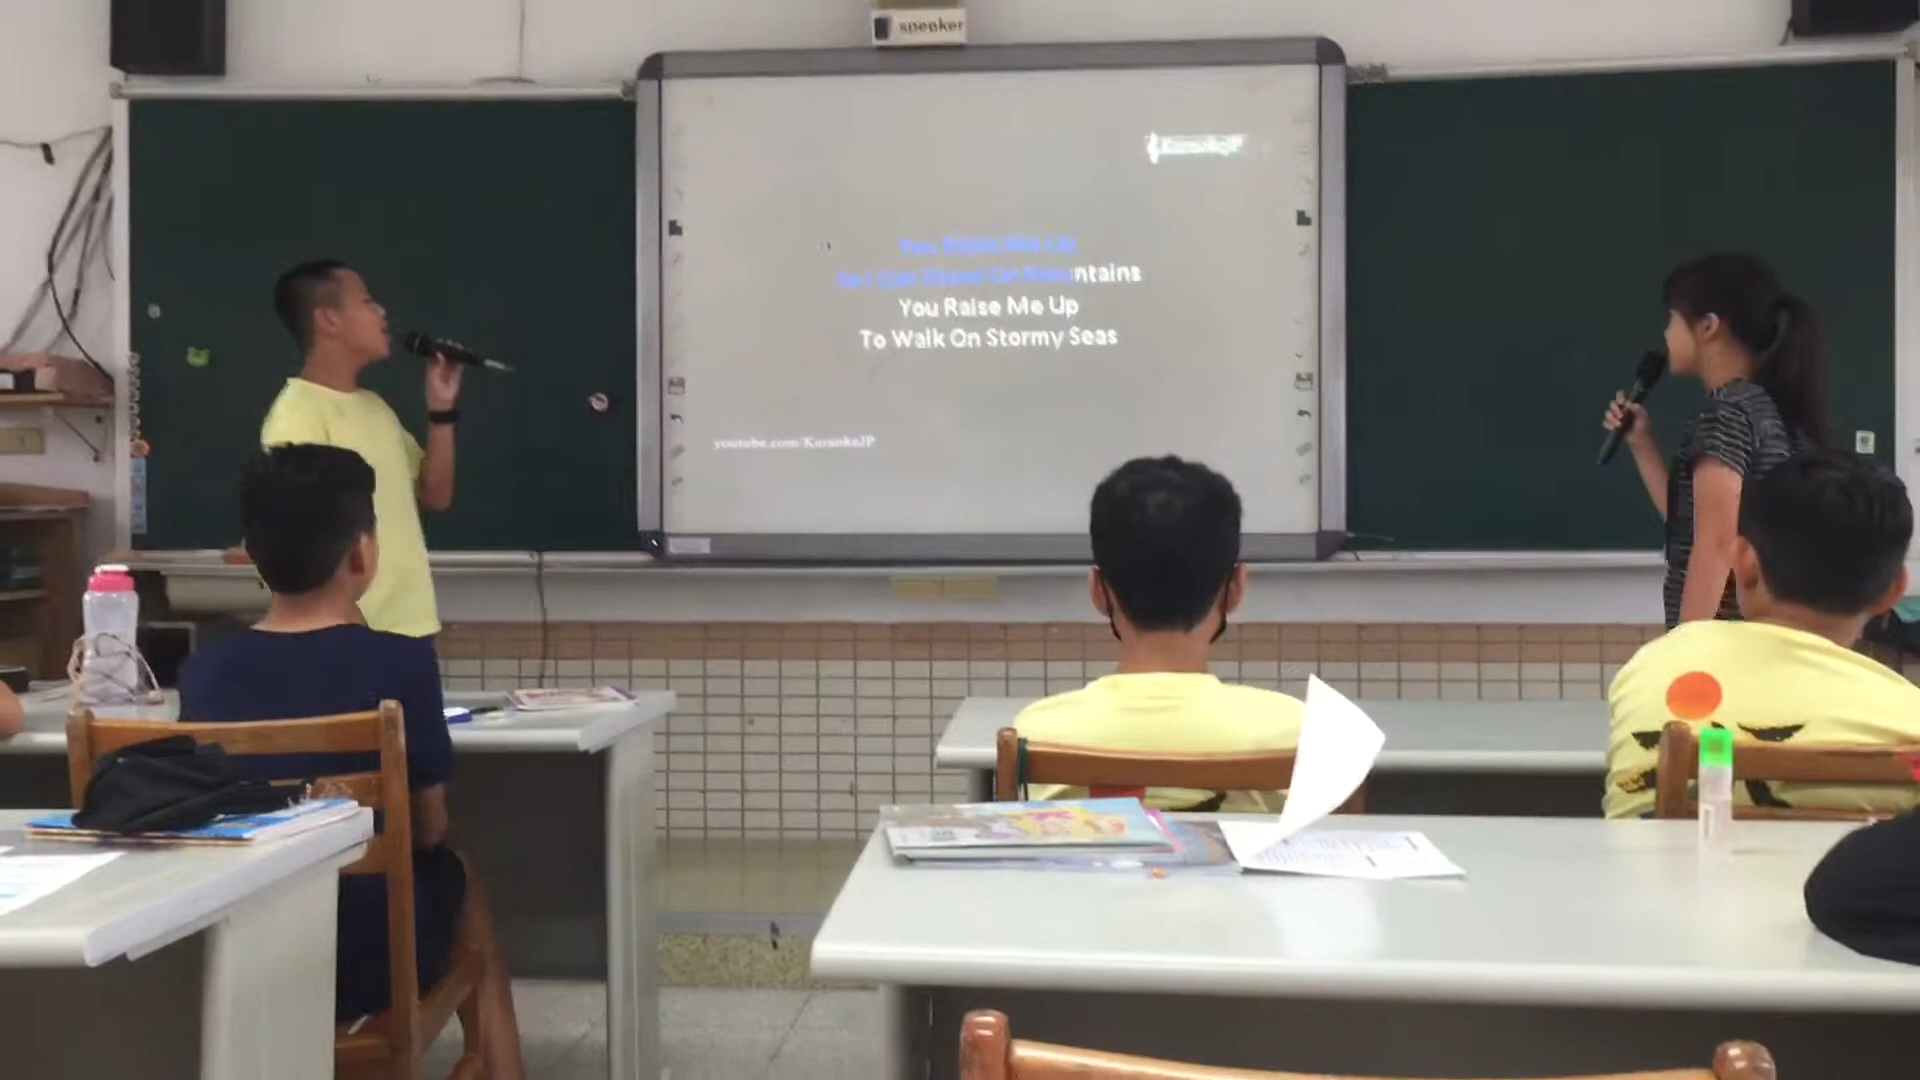 speaker
KaraokeJP
You Raise Me Up
So I Can Stand On Mountains
You Raise Me Up
To Walk On Stormy Seas
youtube.com/KaraokeJP